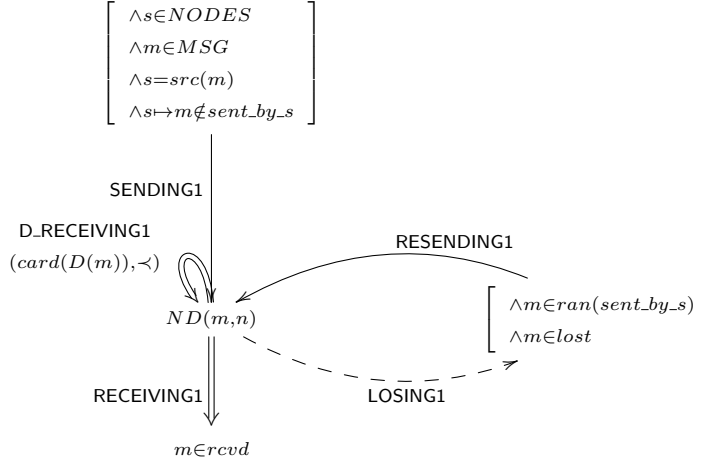 ∧s∈NODES
∧m∈MSG
∧s=src(m)
∧s↦m∉sent_by_s
SENDING1
D_RECEIVING1
(card(D(m)),≺)
RESENDING1
ND(m,n)
∧m∈ran(sent_by_s)
∧m∈lost
RECEIVING1
LOSING1
m∈rcvd